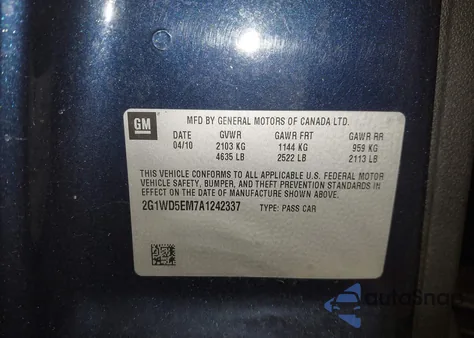 GM
MFD BY GENERAL MOTORS OF CANADA LTD.
DATE GVWR GAWR FRT GAWR RR
04/10 2103 KG 1144 KG 959 KG
4635 LB 2522 LB 2113 LB
THIS VEHICLE CONFORMS TO ALL APPLICABLE U.S. FEDERAL MOTOR
VEHICLE SAFETY, BUMPER, AND THEFT PREVENTION STANDARDS IN
EFFECT ON THE DATE OF MANUFACTURE SHOWN ABOVE.
2G1WD5EM7A1242337 TYPE: PASS CAR
autoSnap